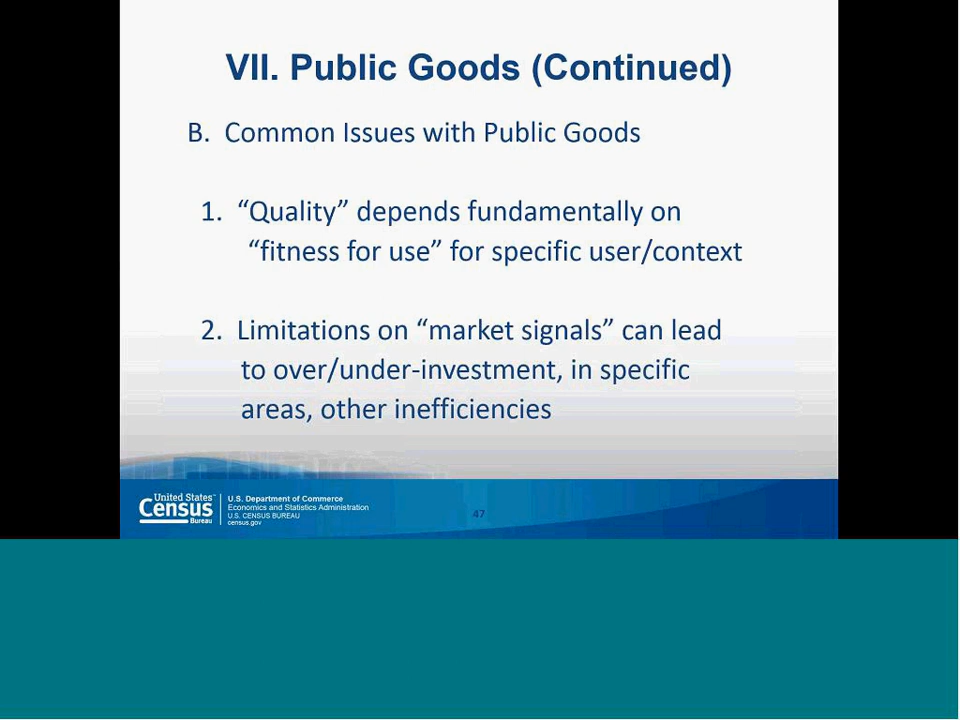 VII. Public Goods (Continued)
B. Common Issues with Public Goods
1. “Quality” depends fundamentally on
“fitness for use” for specific user/context
2. Limitations on “market signals” can lead
to over/under-investment, in specific
areas, other inefficiencies
United States™
Census
Bureau
U.S. Department of Commerce
Economics and Statistics Administration
U.S. CENSUS BUREAU
census.gov
47